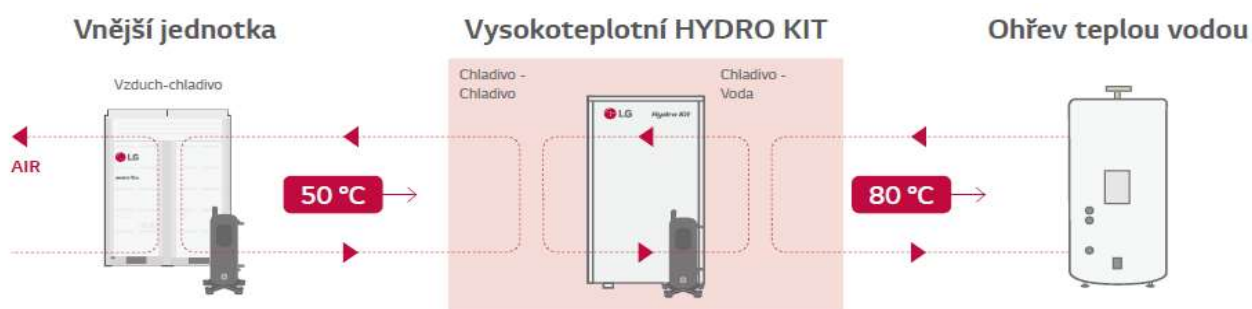 Vnější jednotka
Vysokoteplotní HYDRO KIT
Ohřev teplou vodou
Vzduch-chladivo
Chladivo -
Chladivo
Chladivo -
Voda
LG
Hydro Kit
AIR
LG
50 °C
80 °C